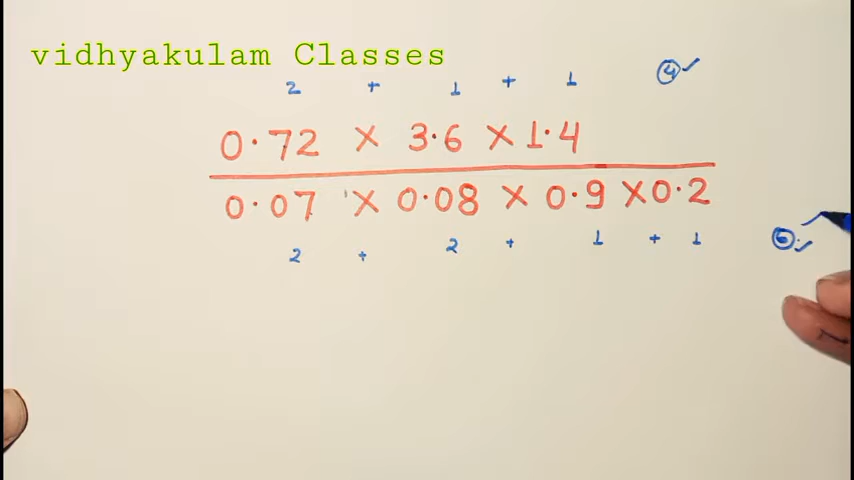 vidhyakulam Classes
2 + 1 + 1 4 ✓
0.72 × 3.6 × 1.4
0.07 × 0.08 × 0.9 × 0.2
2 + 2 + 1 + 1 6 ✓